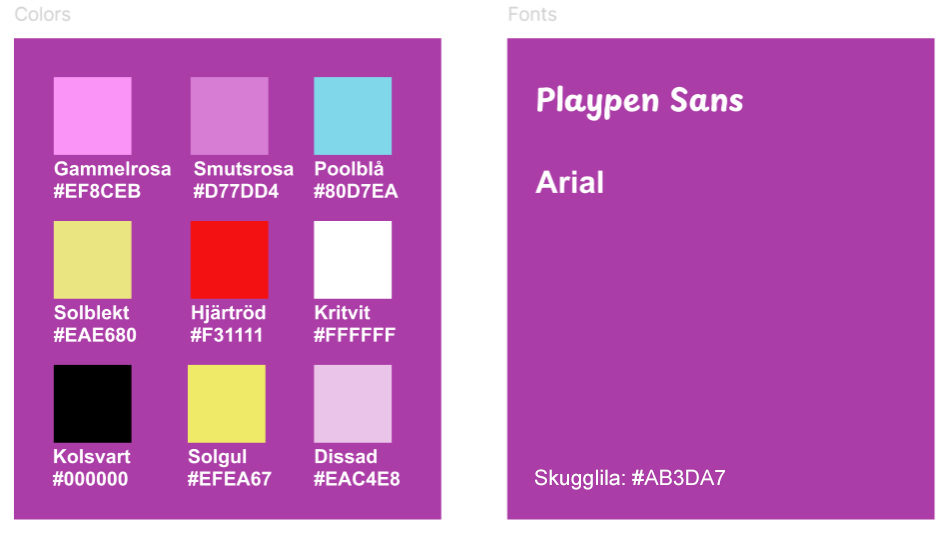 Colors
Gammelrosa
#EF8CEB
Smutsrosa
#D77DD4
Poolblå
#80D7EA
Solblekt
#EAE680
Hjärtröd
#F31111
Kritvit
#FFFFFF
Kolsvart
#000000
Solgul
#EFEA67
Dissad
#EAC4E8
Fonts
Playpen Sans
Arial
Skugglila: #AB3DA7